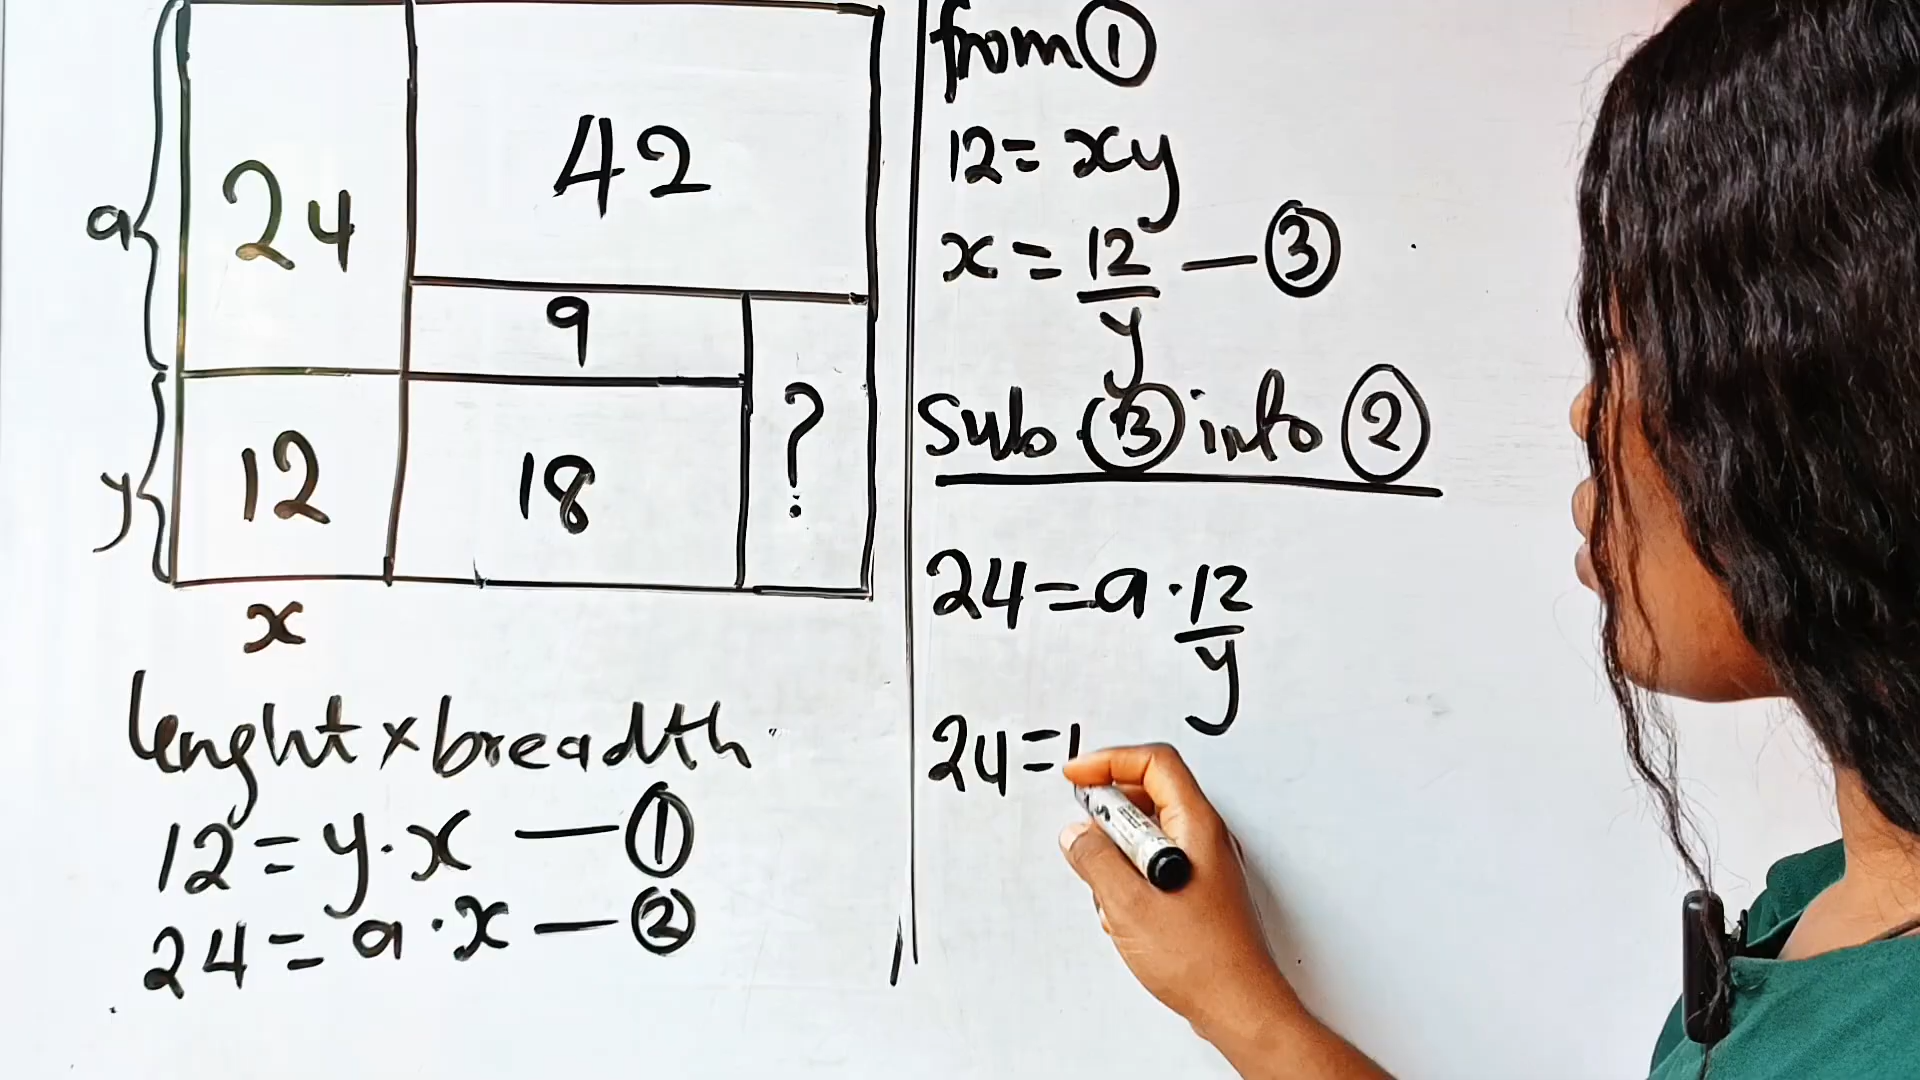 a
24
42
9
y
12
18
?
x
lenght x breadth
12 = y·x — ①
24 = a·x — ②
from ①
12 = xy
x = 12/y — ③
Sub ③ into ②
24 = a · 12/y
24 = 1